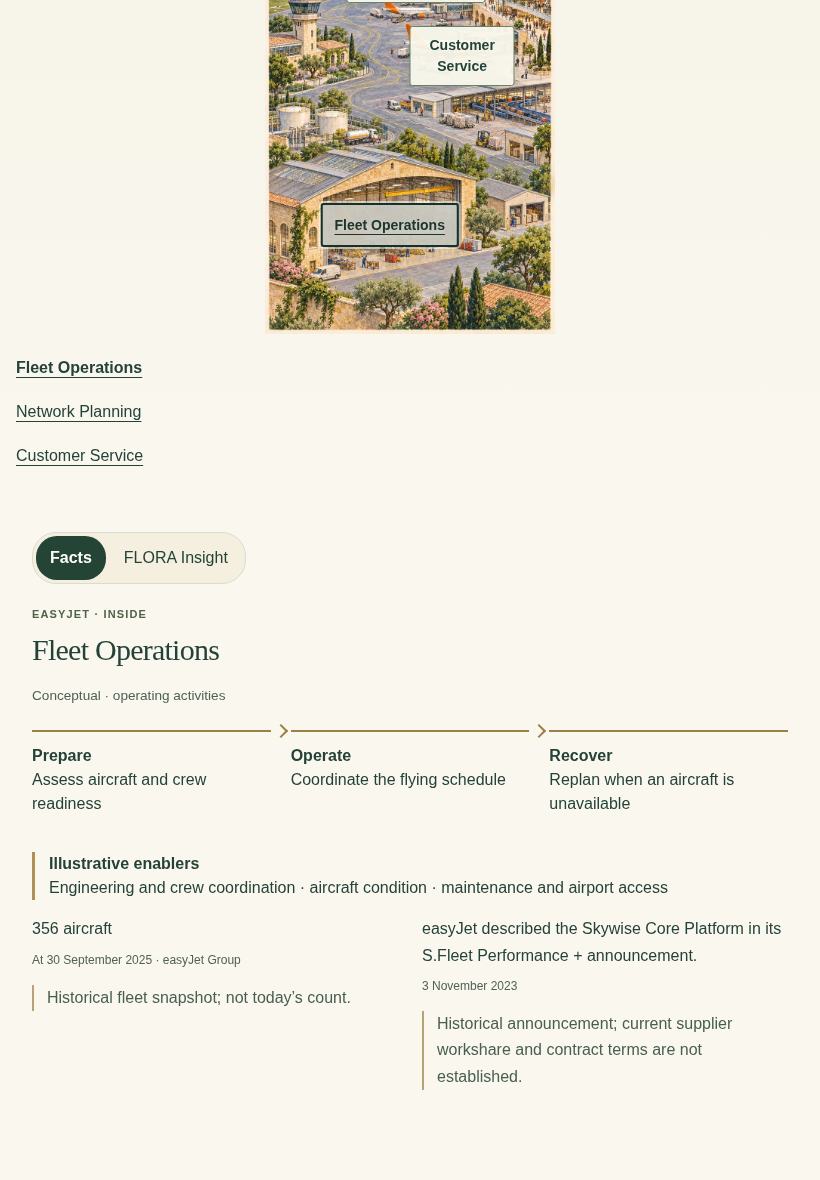 Customer
Service
Fleet Operations
Fleet Operations
Network Planning
Customer Service
Facts
FLORA Insight
EASYJET · INSIDE
Fleet Operations
Conceptual · operating activities
Prepare
Assess aircraft and crew
readiness
Operate
Coordinate the flying schedule
Recover
Replan when an aircraft is
unavailable
Illustrative enablers
Engineering and crew coordination · aircraft condition · maintenance and airport access
356 aircraft
At 30 September 2025 · easyJet Group
Historical fleet snapshot; not today’s count.
easyJet described the Skywise Core Platform in its
S.Fleet Performance + announcement.
3 November 2023
Historical announcement; current supplier
workshare and contract terms are not
established.